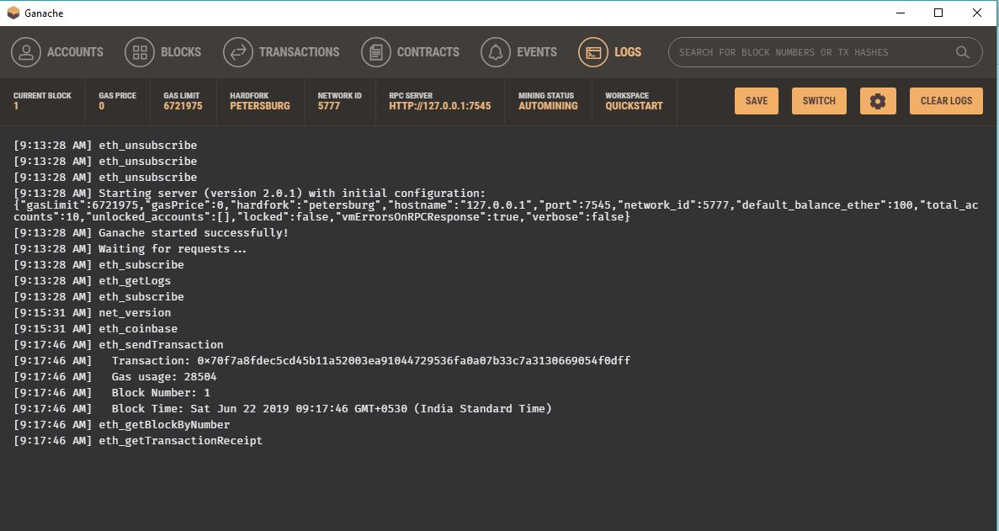 Ganache
ACCOUNTS BLOCKS TRANSACTIONS CONTRACTS EVENTS LOGS SEARCH FOR BLOCK NUMBERS OR TX HASHES
CURRENT BLOCK GAS PRICE GAS LIMIT HARDFORK NETWORK ID RPC SERVER MINING STATUS WORKSPACE
1 0 6721975 PETERSBURG 5777 HTTP://127.0.0.1:7545 AUTOMINING QUICKSTART
SAVE SWITCH CLEAR LOGS
[9:13:28 AM] eth_unsubscribe
[9:13:28 AM] eth_unsubscribe
[9:13:28 AM] eth_unsubscribe
[9:13:28 AM] Starting server (version 2.0.1) with initial configuration:
{"gasLimit":6721975,"gasPrice":0,"hardfork":"petersburg","hostname":"127.0.0.1","port":7545,"network_id":5777,"default_balance_ether":100,"total_ac
counts":10,"unlocked_accounts":[],"locked":false,"vmErrorsOnRPCResponse":true,"verbose":false}
[9:13:28 AM] Ganache started successfully!
[9:13:28 AM] Waiting for requests...
[9:13:28 AM] eth_subscribe
[9:13:28 AM] eth_getLogs
[9:13:28 AM] eth_subscribe
[9:15:31 AM] net_version
[9:15:31 AM] eth_coinbase
[9:17:46 AM] eth_sendTransaction
[9:17:46 AM] Transaction: 0x70f7a8fdec5cd45b11a52003ea91044729536fa0a07b33c7a3130669054f0dff
[9:17:46 AM] Gas usage: 28504
[9:17:46 AM] Block Number: 1
[9:17:46 AM] Block Time: Sat Jun 22 2019 09:17:46 GMT+0530 (India Standard Time)
[9:17:46 AM] eth_getBlockByNumber
[9:17:46 AM] eth_getTransactionReceipt